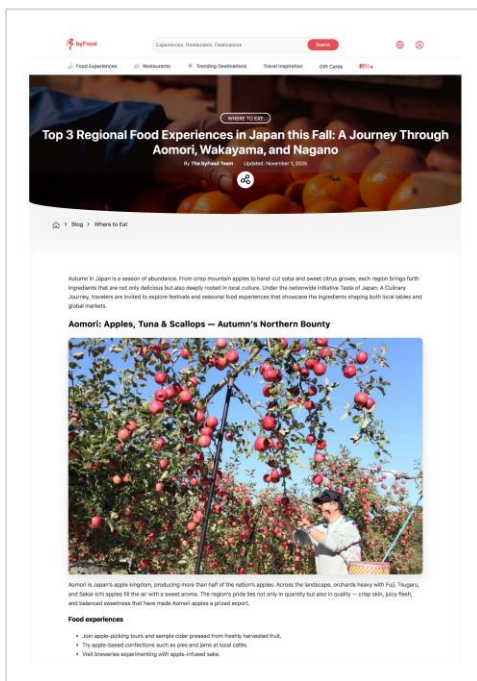 byFood
Experiences, Restaurants, Destinations
Search
Food Experiences
Restaurants
Trending Destinations
Travel Inspiration
Gift Cards
WHERE TO EAT
Top 3 Regional Food Experiences in Japan this Fall: A Journey Through
Aomori, Wakayama, and Nagano
By The byFood Team Updated: November 1, 2025
> Blog > Where to Eat
Autumn in Japan is a season of abundance. From crisp mountain apples to hand-cut soba and sweet citrus groves, each region brings forth
ingredients that are not only delicious but also deeply rooted in local culture. Under the nationwide initiative Taste of Japan: A Culinary
Journey, travelers are invited to explore festivals and seasonal food experiences that showcase the ingredients shaping both local tables and
global markets.
Aomori: Apples, Tuna & Scallops — Autumn's Northern Bounty
Aomori is Japan's apple kingdom, producing more than half of the nation's apples. Across the landscape, orchards heavy with Fuji, Tsugaru,
and Sekai-ichi apples fill the air with a sweet aroma. The region's pride lies not only in quantity but also in quality — crisp skin, juicy flesh,
and balanced sweetness that have made Aomori apples a prized export.
Food experiences
• Join apple-picking tours and sample cider pressed from freshly harvested fruit.
• Try apple-based confections such as pies and jams at local cafés.
• Visit breweries experimenting with apple-infused sake.